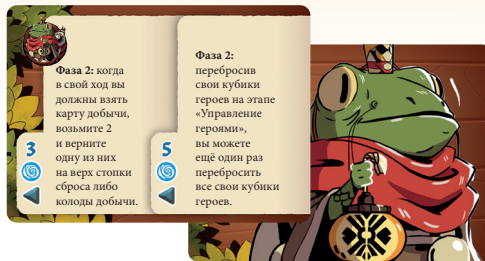 Фаза 2: когда
в свой ход вы
должны взять
карту добычи,
возьмите 2
и верните
одну из них
на верх стопки
сброса либо
колоды добычи.
3
Фаза 2:
перебросив
свои кубики
героев на этапе
«Управление
героями»,
вы можете
ещё один раз
перебросить
все свои кубики
героев.
5